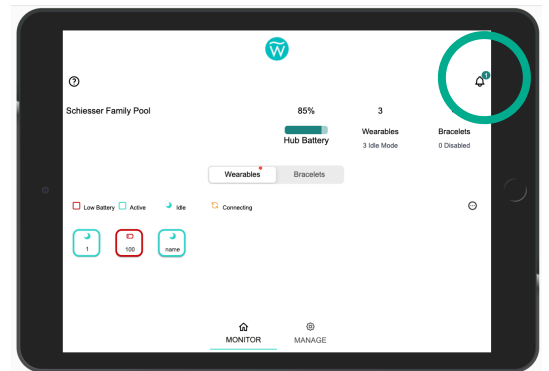 W
1
Schiesser Family Pool
85%
3
Hub Battery
Wearables
Bracelets
3 Idle Mode
0 Disabled
Wearables
Bracelets
Low Battery
Active
Idle
Connecting
1
100
name
MONITOR
MANAGE